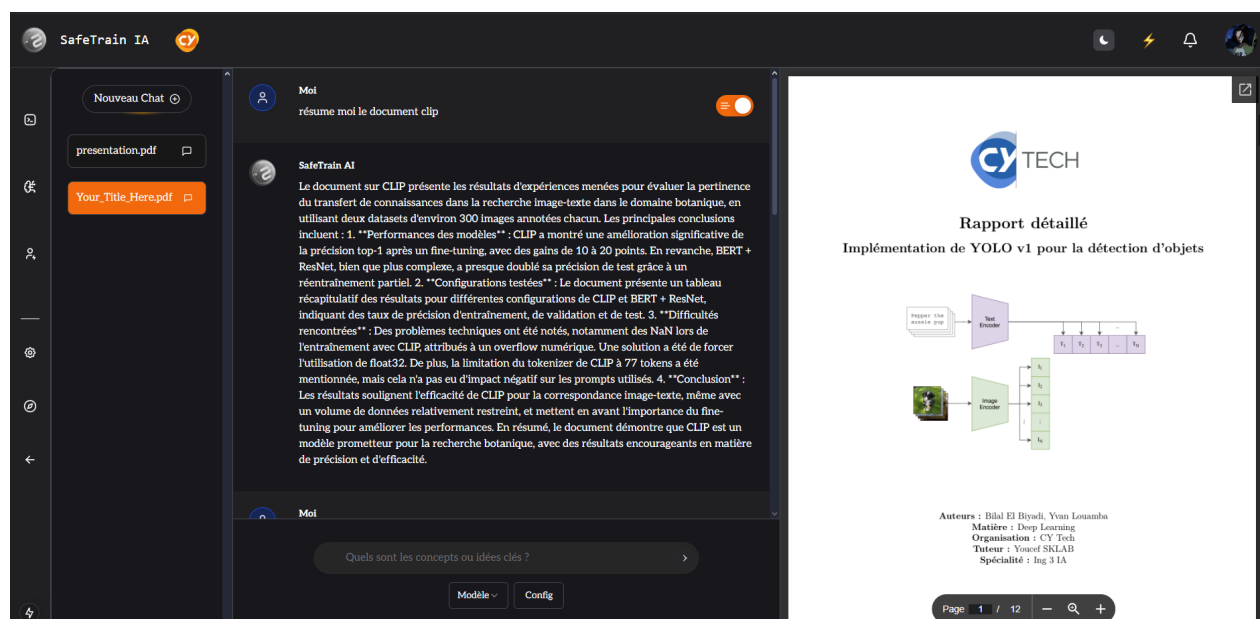 SafeTrain IA
CY
Nouveau Chat
presentation.pdf
Your_Title_Here.pdf
Moi
résume moi le document clip
SafeTrain AI
Le document sur CLIP présente les résultats d'expériences menées pour évaluer la pertinence
du transfert de connaissances dans la recherche image-texte dans le domaine botanique, en
utilisant deux datasets d'environ 300 images annotées chacun. Les principales conclusions
incluent : 1. **Performances des modèles** : CLIP a montré une amélioration significative de
la précision top-1 après un fine-tuning, avec des gains de 10 à 20 points. En revanche, BERT +
ResNet, bien que plus complexe, a presque doublé sa précision de test grâce à un
réentraînement partiel. 2. **Configurations testées** : Le document présente un tableau
récapitulatif des résultats pour différentes configurations de CLIP et BERT + ResNet,
indiquant des taux de précision d'entraînement, de validation et de test. 3. **Difficultés
rencontrées** : Des problèmes techniques ont été notés, notamment des NaN lors de
l'entraînement avec CLIP, attribués à un overflow numérique. Une solution a été de forcer
l'utilisation de float32. De plus, la limitation du tokenizer de CLIP à 77 tokens a été
mentionnée, mais cela n'a pas eu d'impact négatif sur les prompts utilisés. 4. **Conclusion** :
Les résultats soulignent l'efficacité de CLIP pour la correspondance image-texte, même avec
un volume de données relativement restreint, et mettent en avant l'importance du fine-
tuning pour améliorer les performances. En résumé, le document démontre que CLIP est un
modèle prometteur pour la recherche botanique, avec des résultats encourageants en matière
de précision et d'efficacité.
Moi
Quels sont les concepts ou idées clés ?
Modèle
Config
CY TECH
Rapport détaillé
Implémentation de YOLO v1 pour la détection d'objets
Pepper the
aussie pup
Text
Encoder
T1 T2 T3 ... TN
Image
Encoder
I1
I2
I3
⋮
IN
Auteurs : Bilal El Biyadi, Yvan Louamba
Matière : Deep Learning
Organisation : CY Tech
Tuteur : Youcef SKLAB
Spécialité : Ing 3 IA
Page 1 / 12